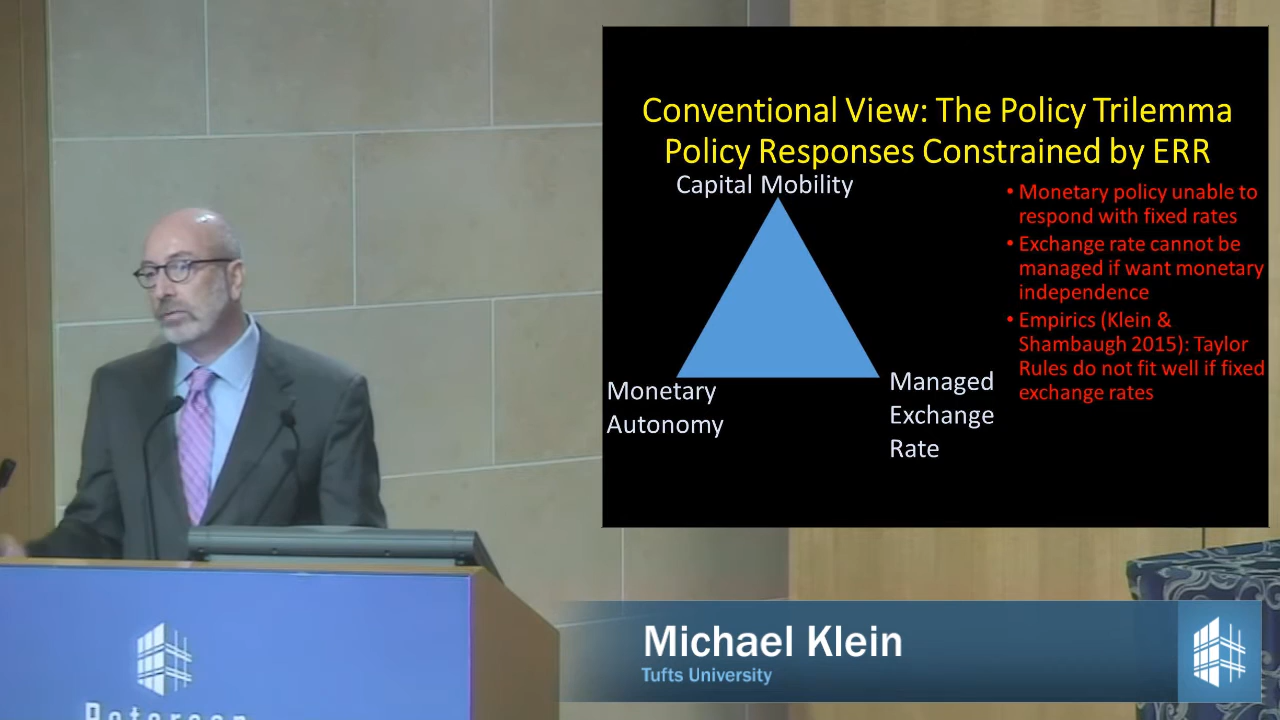 Conventional View: The Policy Trilemma
Policy Responses Constrained by ERR
Capital Mobility
Monetary
Autonomy
Managed
Exchange
Rate
• Monetary policy unable to
respond with fixed rates
• Exchange rate cannot be
managed if want monetary
independence
• Empirics (Klein &
Shambaugh 2015): Taylor
Rules do not fit well if fixed
exchange rates
Michael Klein
Tufts University
Peterson